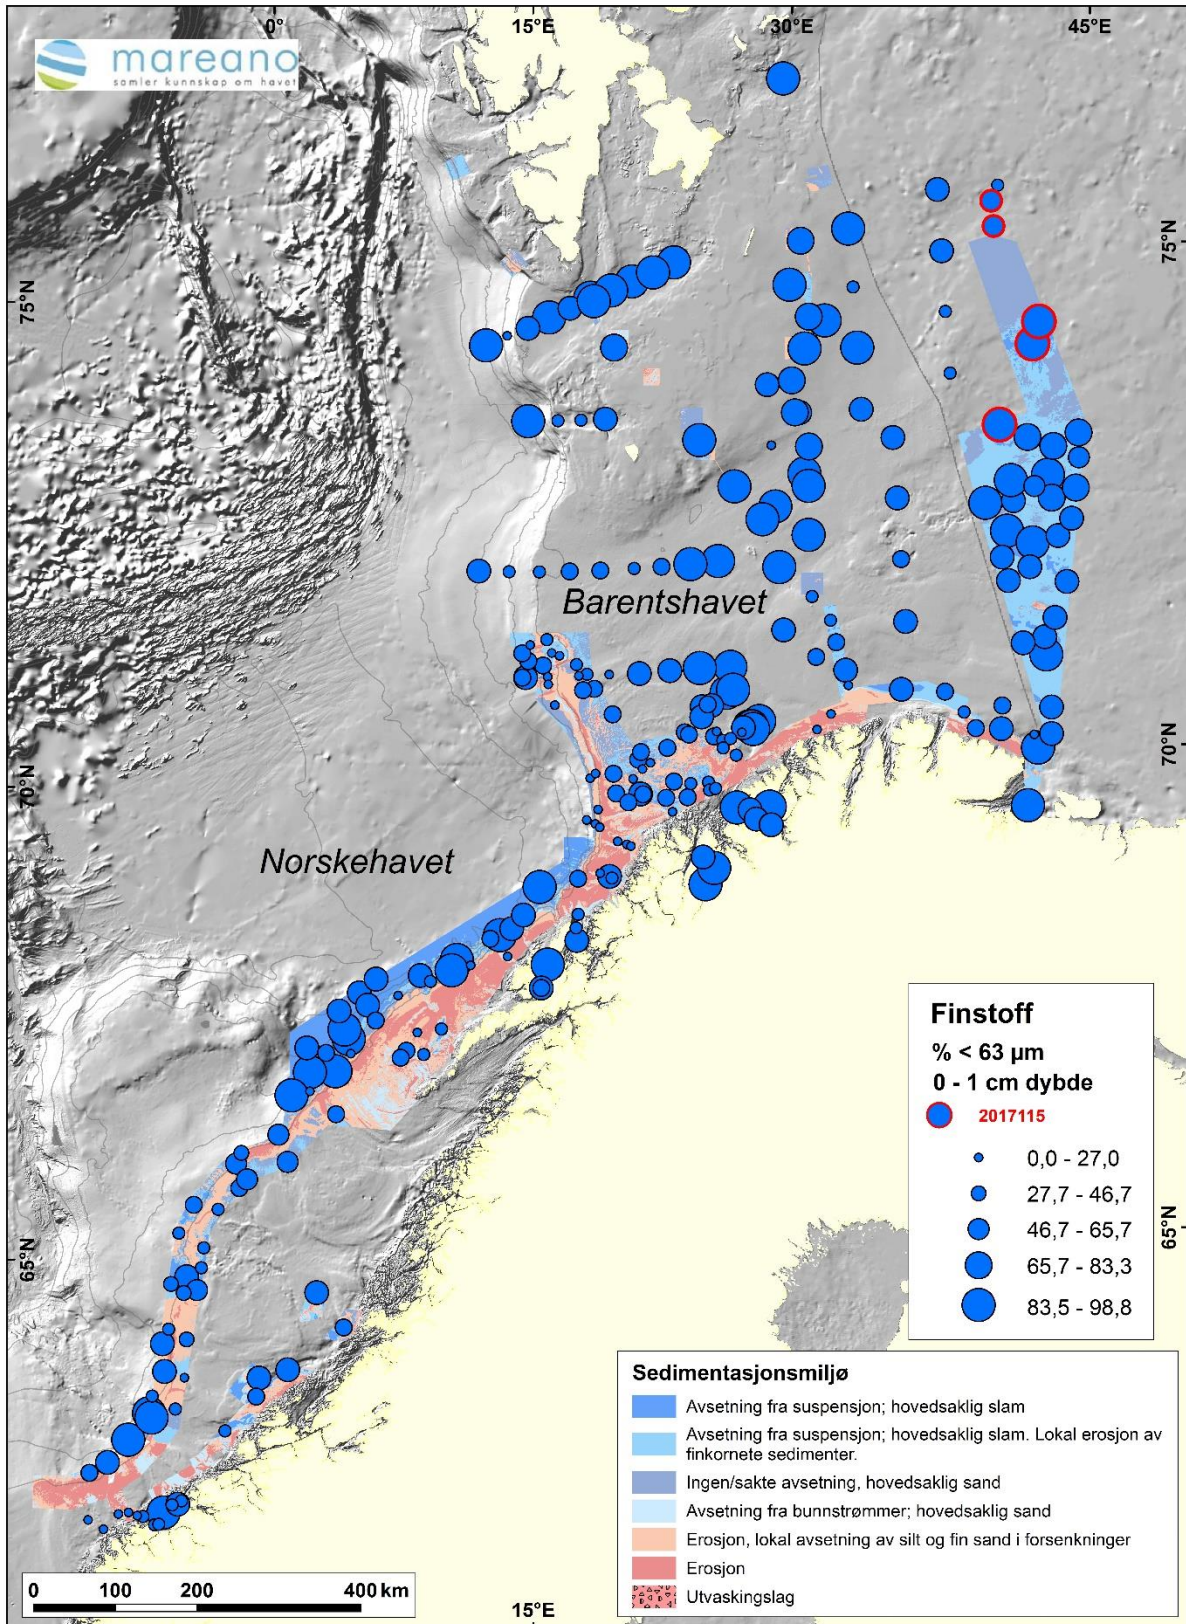 0°
15°E
30°E
45°E
mareano
samler kunnskap om havet
75°N
75°N
Barentshavet
70°N
70°N
Norskehavet
65°N
65°N
Finstoff
% < 63 µm
0 - 1 cm dybde
2017115
0,0 - 27,0
27,7 - 46,7
46,7 - 65,7
65,7 - 83,3
83,5 - 98,8
Sedimentasjonsmiljø
Avsetning fra suspensjon; hovedsaklig slam
Avsetning fra suspensjon; hovedsaklig slam. Lokal erosjon av
finkornete sedimenter.
Ingen/sakte avsetning, hovedsaklig sand
Avsetning fra bunnstrømmer; hovedsaklig sand
Erosjon, lokal avsetning av silt og fin sand i forsenkninger
Erosjon
Utvaskingslag
0 100 200 400 km
15°E